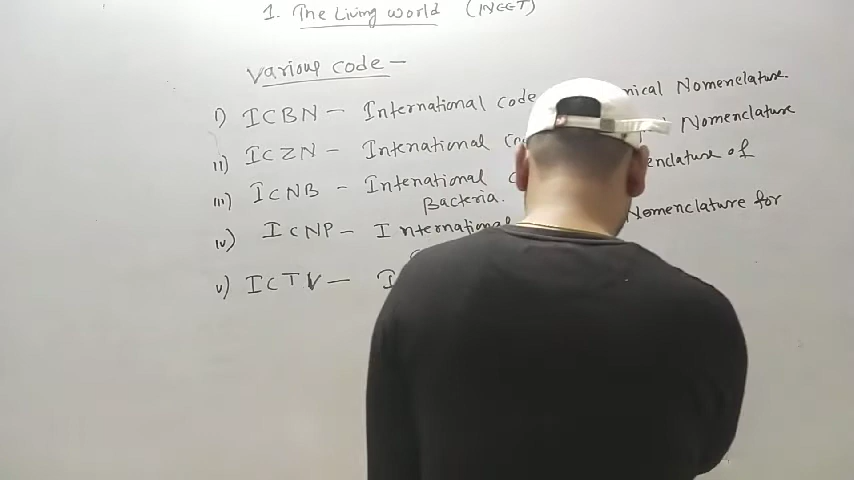 1. The Living world (NEET)
Various code -
i) ICBN - International code nical Nomenclature.
ii) ICZN - International Nomenclature
iii) ICNB - International enclature of
Bacteria.
iv) ICNP - International Nomenclature for
v) ICTV - I